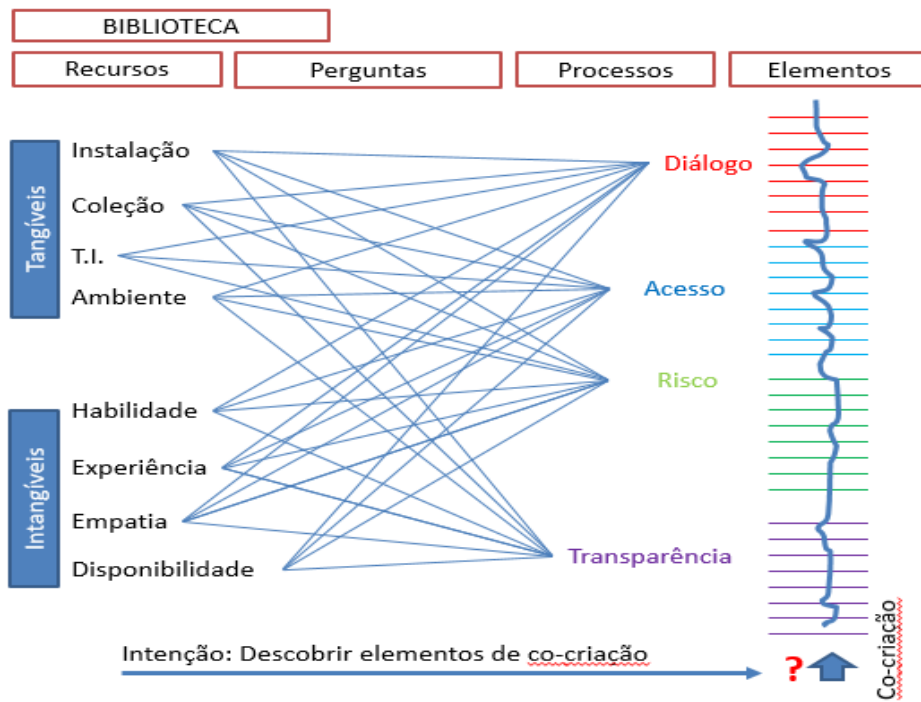 BIBLIOTECA
Recursos
Perguntas
Processos
Elementos
Tangíveis
Instalação
Coleção
T.I.
Ambiente
Intangíveis
Habilidade
Experiência
Empatia
Disponibilidade
Diálogo
Acesso
Risco
Transparência
Intenção: Descobrir elementos de co-criação
?
Co-criação